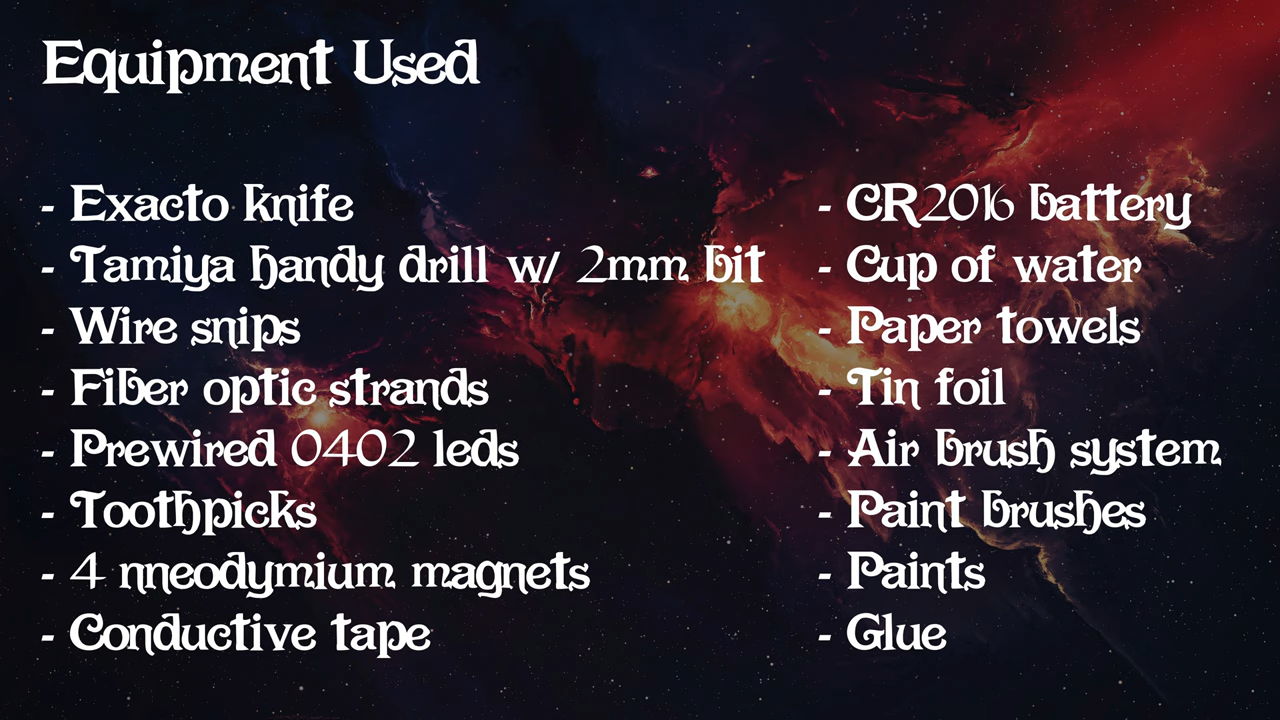 Equipment Used
- Exacto knife
- Tamiya handy drill w/ 2mm bit
- Wire snips
- Fiber optic strands
- Prewired 0402 leds
- Toothpicks
- 4 nneodymium magnets
- Conductive tape
- CR2016 battery
- Cup of water
- Paper towels
- Tin foil
- Air brush system
- Paint brushes
- Paints
- Glue